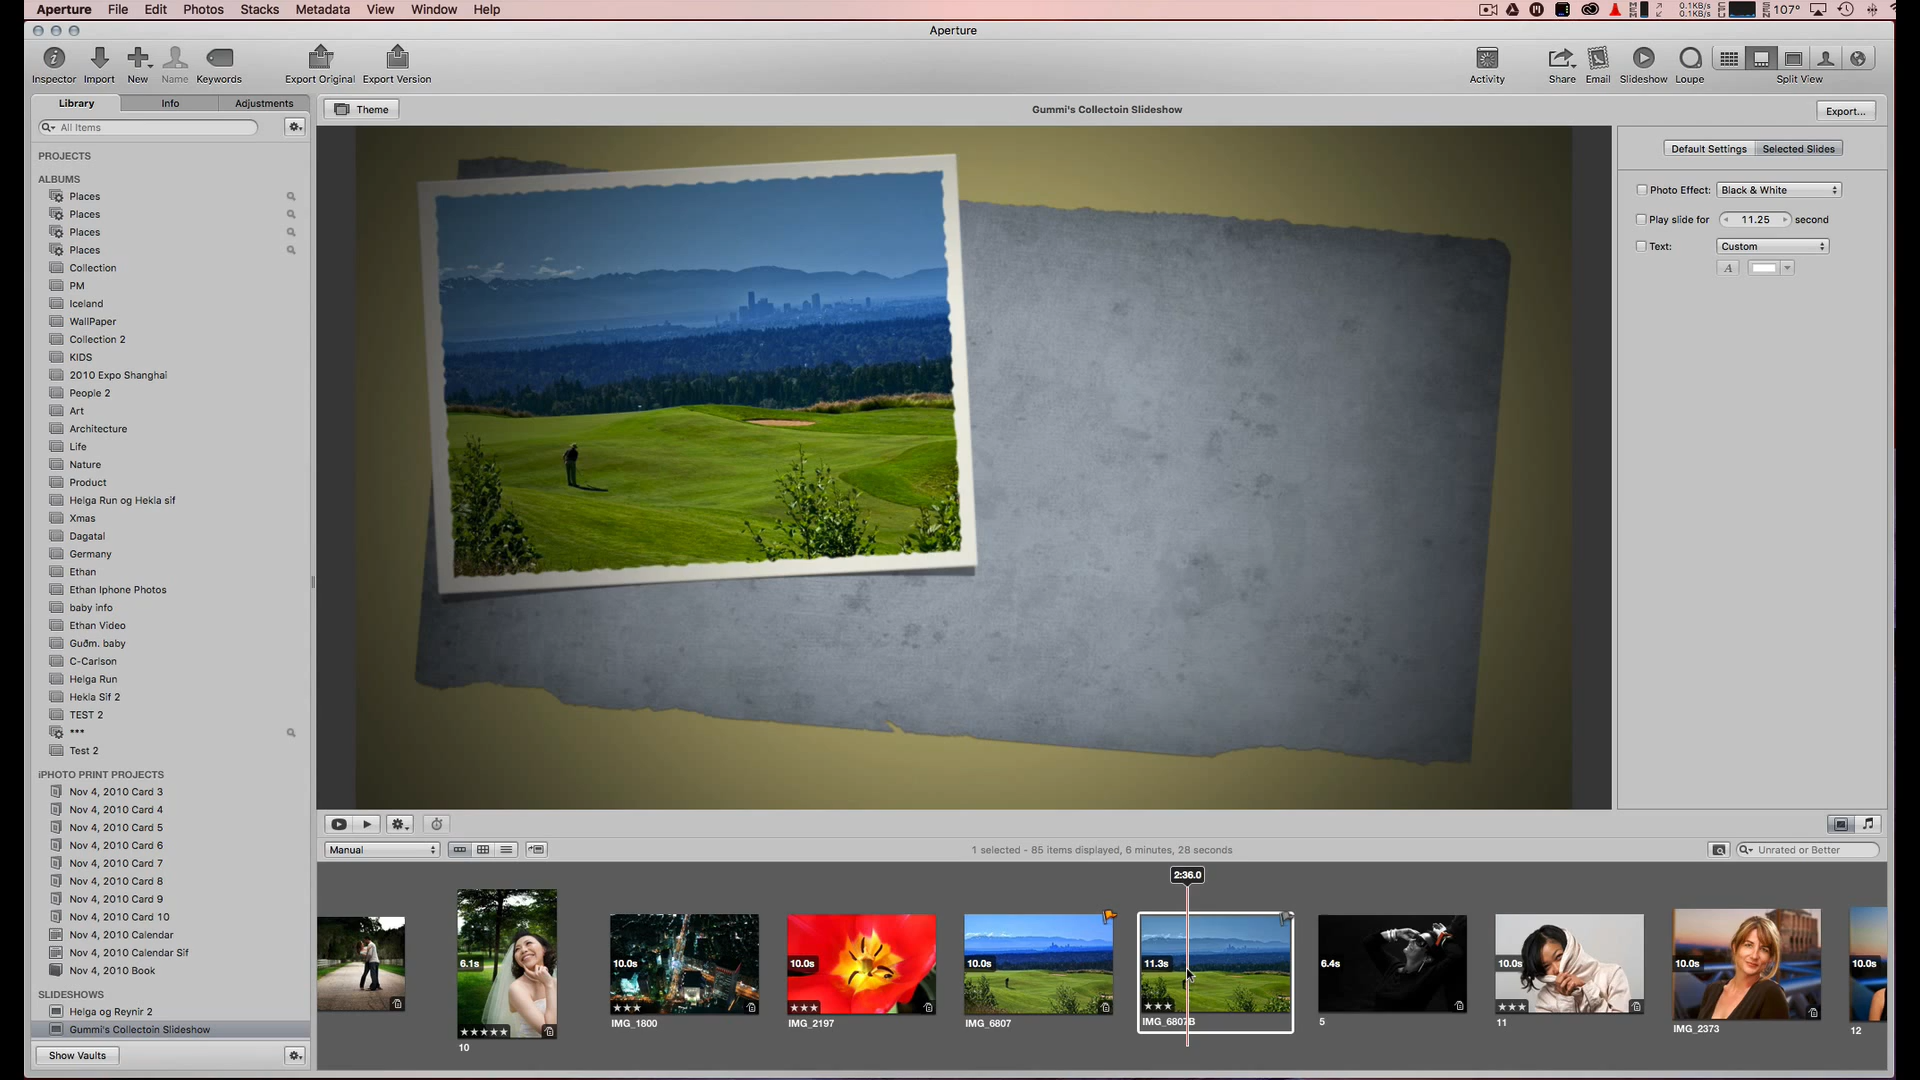 Aperture File Edit Photos Stacks Metadata View Window Help
0.1KB/s
0.1KB/s
107°
Aperture
Inspector Import New Name Keywords Export Original Export Version Activity Share Email Slideshow Loupe Split View
Library Info Adjustments
Theme
Gummi's Collectoin Slideshow
Export...
All Items
PROJECTS
ALBUMS
Places
Places
Places
Places
Collection
PM
Iceland
WallPaper
Collection 2
KIDS
2010 Expo Shanghai
People 2
Art
Architecture
Life
Nature
Product
Helga Run og Hekla sif
Xmas
Dagatal
Germany
Ethan
Ethan Iphone Photos
baby info
Ethan Video
Guðm. baby
C-Carlson
Helga Run
Hekla Sif 2
TEST 2
***
Test 2
iPHOTO PRINT PROJECTS
Nov 4, 2010 Card 3
Nov 4, 2010 Card 4
Nov 4, 2010 Card 5
Nov 4, 2010 Card 6
Nov 4, 2010 Card 7
Nov 4, 2010 Card 8
Nov 4, 2010 Card 9
Nov 4, 2010 Card 10
Nov 4, 2010 Calendar
Nov 4, 2010 Calendar Sif
Nov 4, 2010 Book
SLIDESHOWS
Helga og Reynir 2
Gummi's Collectoin Slideshow
Show Vaults
Default Settings Selected Slides
Photo Effect: Black & White
Play slide for 11.25 second
Text: Custom
A
Manual
1 selected - 85 items displayed, 6 minutes, 28 seconds
Unrated or Better
2:36.0
6.1s 10.0s 10.0s 10.0s 11.3s 6.4s 10.0s 10.0s 10.0s
10 IMG_1800 IMG_2197 IMG_6807 IMG_6807B 5 11 IMG_2373 12